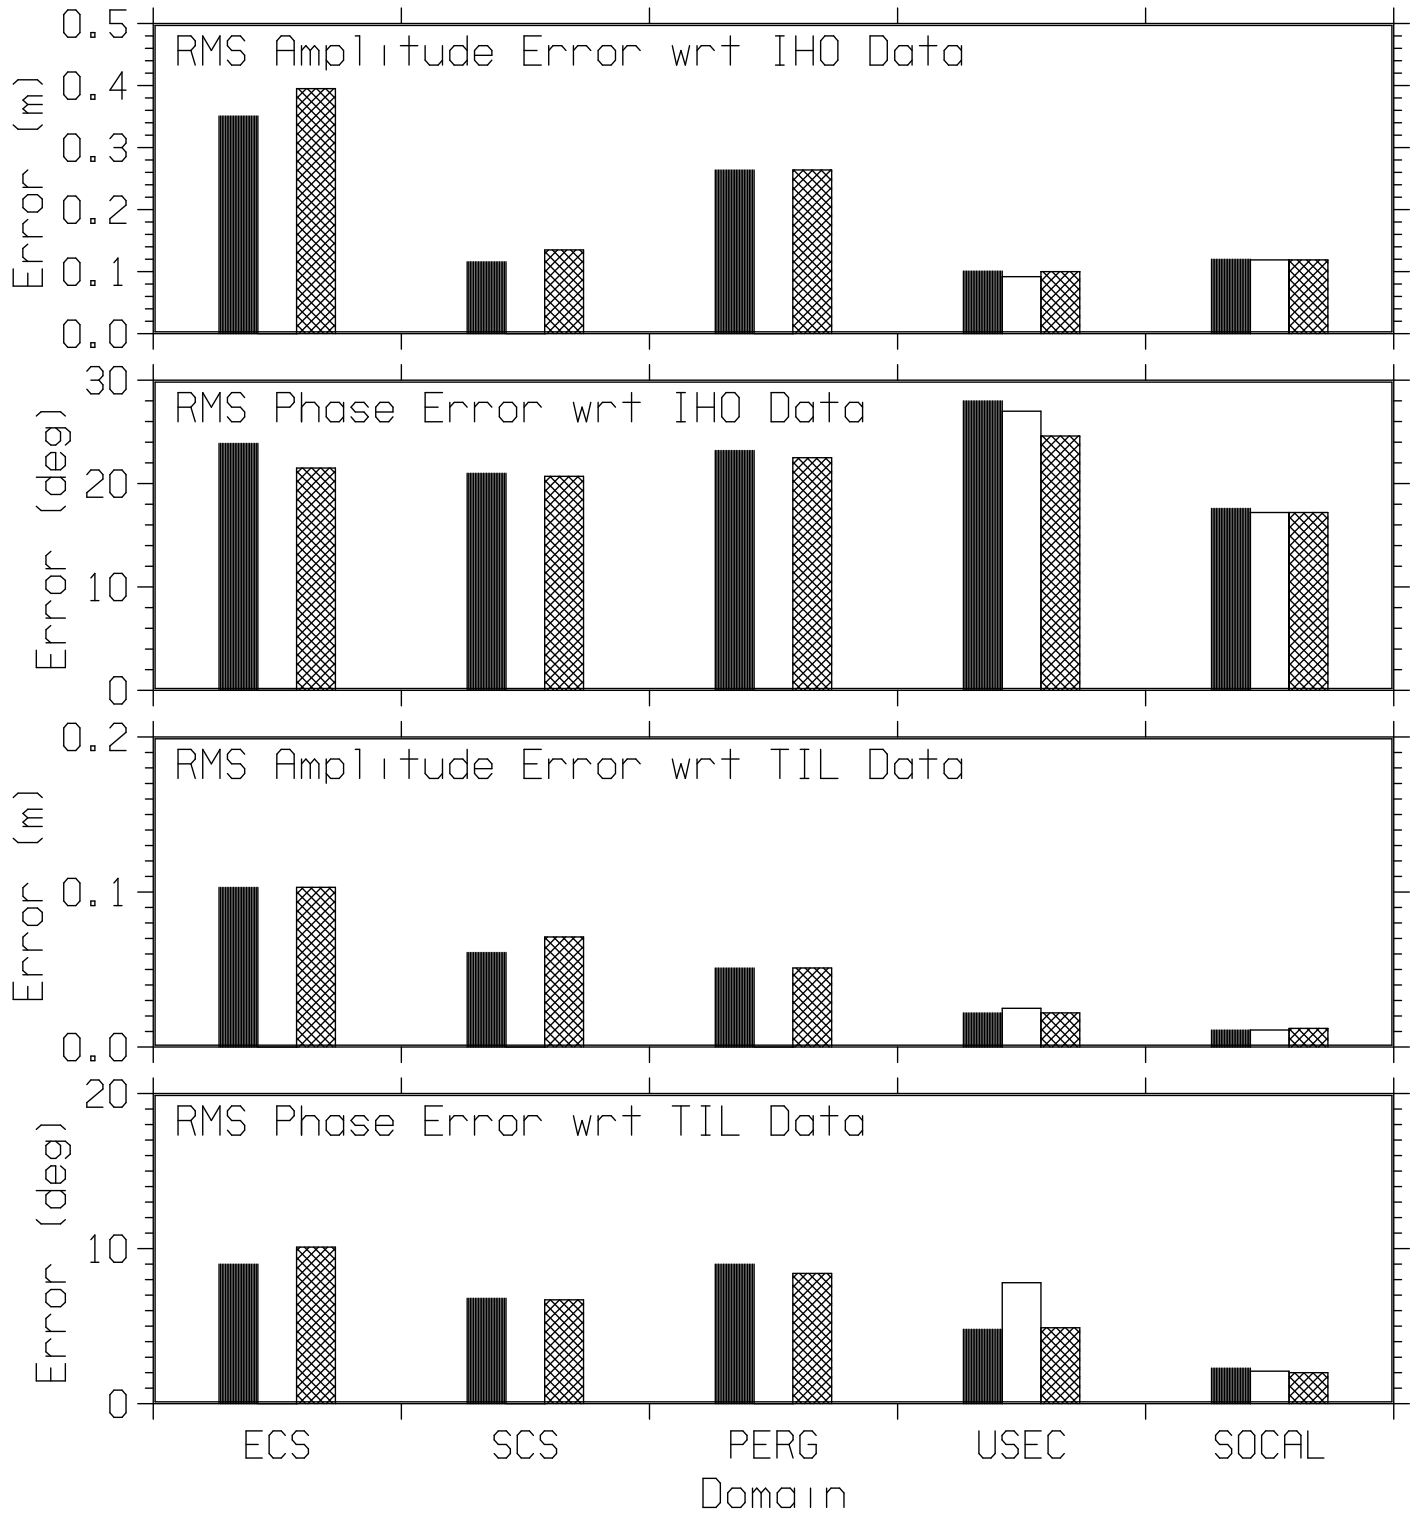 RMS Amplitude Error wrt IHO Data
Error (m)
0.5
0.4
0.3
0.2
0.1
0.0
RMS Phase Error wrt IHO Data
Error (deg)
30
20
10
0
RMS Amplitude Error wrt TIL Data
Error (m)
0.2
0.1
0.0
RMS Phase Error wrt TIL Data
Error (deg)
20
10
0
ECS SCS PERG USEC SOCAL
Domain